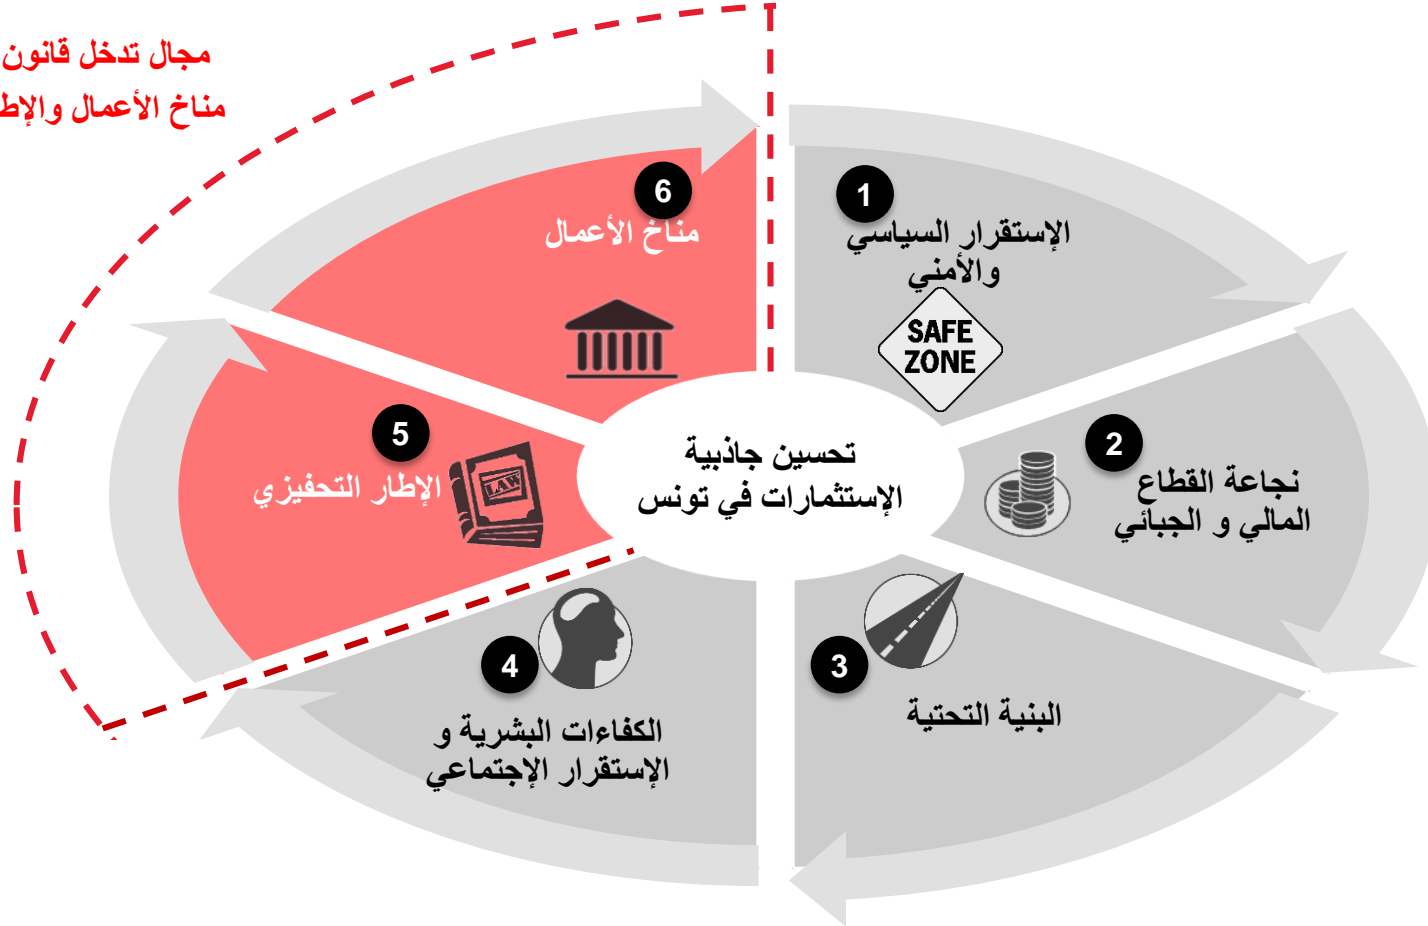 مجال تدخل قانون
مناخ الأعمال
6
مناخ الأعمال
1
الإستقرار السياسي
والأمني
SAFE
ZONE
2
نجاعة القطاع
المالي و الجبائي
3
البنية التحتية
4
الكفاءات البشرية و
الإستقرار الإجتماعي
5
الإطار التحفيزي
LAW
تحسين جاذبية
الإستثمارات في تونس